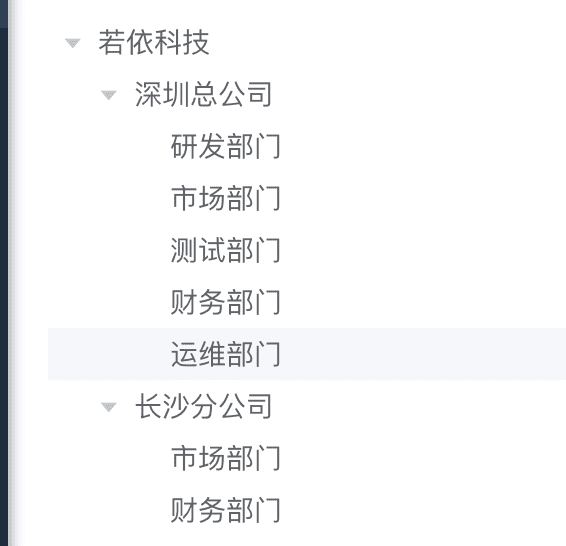 若依科技
深圳总公司
研发部门
市场部门
测试部门
财务部门
运维部门
长沙分公司
市场部门
财务部门